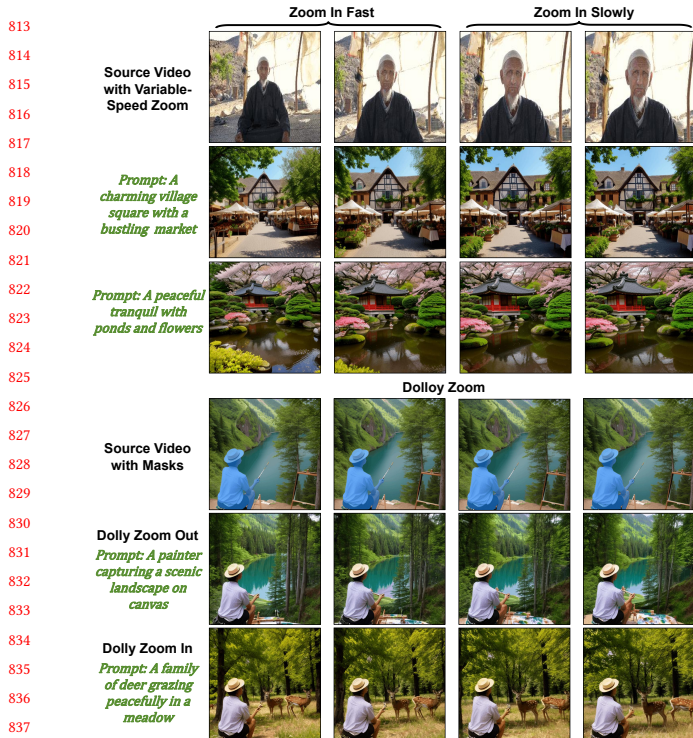 Zoom In Fast
Zoom In Slowly
813
814
815
816
817
818
819
820
821
822
823
824
825
826
827
828
829
830
831
832
833
834
835
836
837
Source Video
with Variable-
Speed Zoom
Prompt: A
charming village
square with a
bustling market
Prompt: A peaceful
tranquil with
ponds and flowers
Dolloy Zoom
Source Video
with Masks
Dolly Zoom Out
Prompt: A painter
capturing a scenic
landscape on
canvas
Dolly Zoom In
Prompt: A family
of deer grazing
peacefully in a
meadow